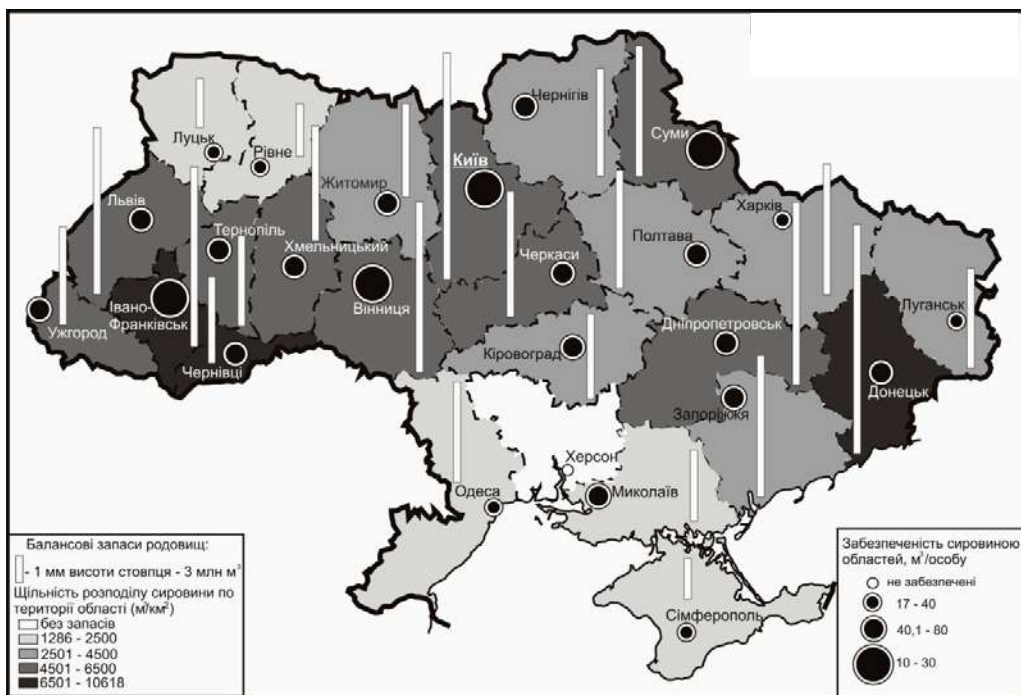 Чернігів
Суми
Луцьк
Рівне
Київ
Житомир
Львів
Харків
Тернопіль
Полтава
Хмельницький
Черкаси
Івано-
Франківськ
Вінниця
Луганськ
Ужгород
Дніпропетровськ
Кіровоград
Чернівці
Донецьк
Запоріжжя
Херсон
Миколаїв
Одеса
Сімферополь
Балансові запаси родовищ:
- 1 мм висоти стовпця - 3 млн м³
Щільність розподілу сировини по
території області (м³/км²)
без запасів
1286 - 2500
2501 - 4500
4501 - 6500
6501 - 10618
Забезпеченість сировиною
областей, м³/особу
не забезпечені
17 - 40
40,1 - 80
10 - 30